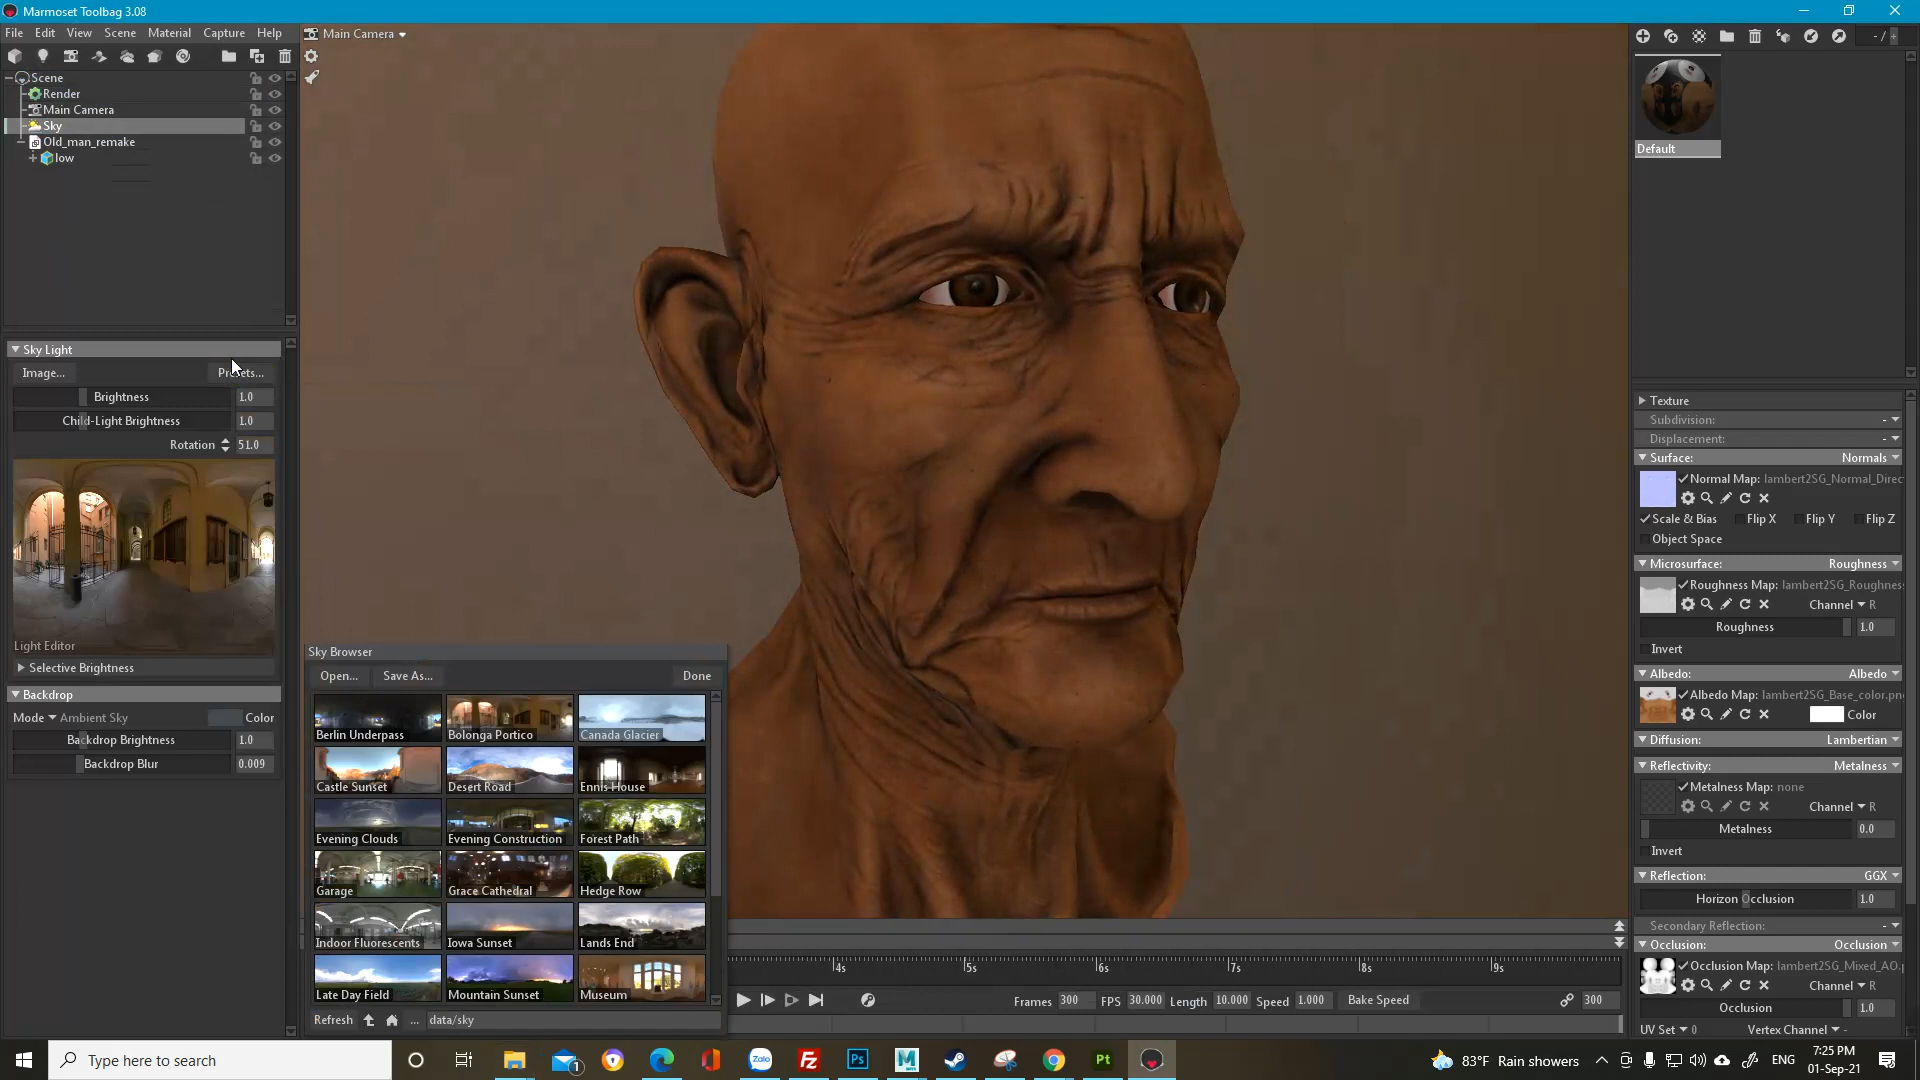 Marmoset Toolbag 3.08
File Edit View Scene Material Capture Help
Main Camera
- / +
Scene
Render
Main Camera
Sky
Old_man_remake
low
Default
Sky Light
Image...
Brightness 1.0
Child-Light Brightness 1.0
Rotation 51.0
Light Editor
Selective Brightness
Backdrop
Mode Ambient Sky Color
Backdrop Brightness 1.0
Backdrop Blur 0.009
Sky Browser
Open... Save As... Done
Berlin Underpass Bolonga Portico Canada Glacier
Castle Sunset Desert Road Ennis House
Evening Clouds Evening Construction Forest Path
Garage Grace Cathedral Hedge Row
Indoor Fluorescents Iowa Sunset Lands End
Late Day Field Mountain Sunset Museum
Refresh ... data/sky
4s 5s 6s 7s 8s 9s
Frames 300 FPS 30.000 Length 10.000 Speed 1.000 Bake Speed 300
Texture
Subdivision: -
Displacement: -
Surface: Normals
Normal Map: lambert2SG_Normal_Direc
Scale & Bias Flip X Flip Y Flip Z
Object Space
Microsurface: Roughness
Roughness Map: lambert2SG_Roughness
Channel R
Roughness 1.0
Invert
Albedo: Albedo
Albedo Map: lambert2SG_Base_color.pn
Color
Diffusion: Lambertian
Reflectivity: Metalness
Metalness Map: none
Channel R
Metalness 0.0
Invert
Reflection: GGX
Horizon Occlusion 1.0
Secondary Reflection: -
Occlusion: Occlusion
Occlusion Map: lambert2SG_Mixed_AO.p
Channel R
Occlusion 1.0
UV Set 0 Vertex Channel -
Type here to search
1
Zalo
Fz
Ps
M
Pt
83°F Rain showers
ENG
7:25 PM
01-Sep-21